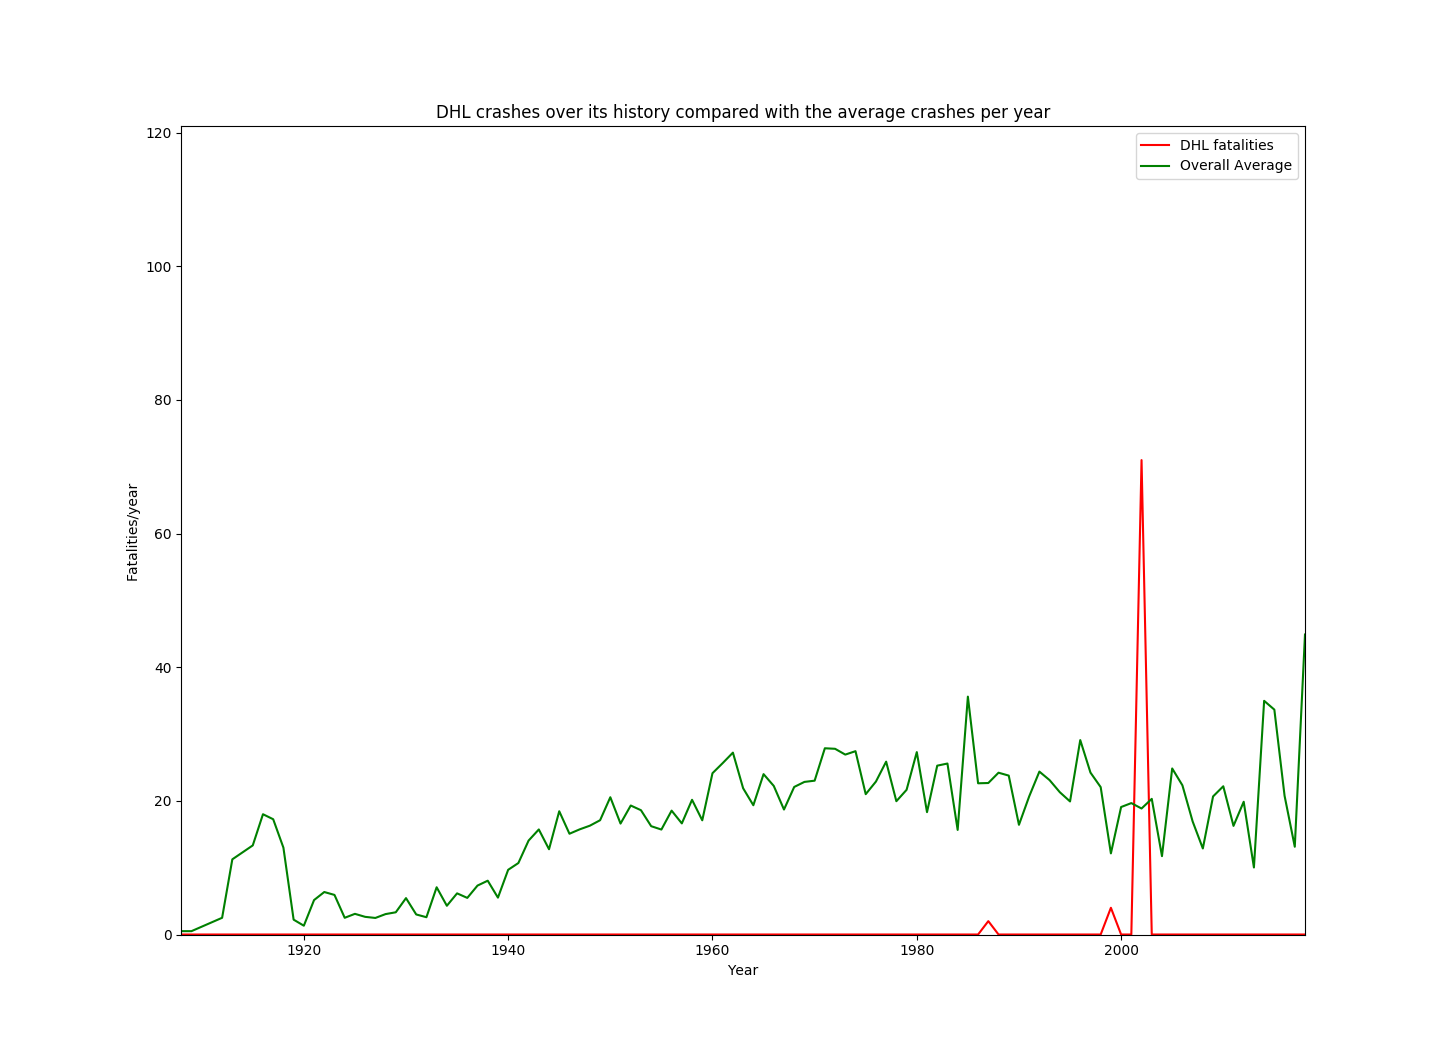 DHL crashes over its history compared with the average crashes per year
120
100
80
60
40
20
0
Fatalities/year
DHL fatalities
Overall Average
1920 1940 1960 1980 2000
Year